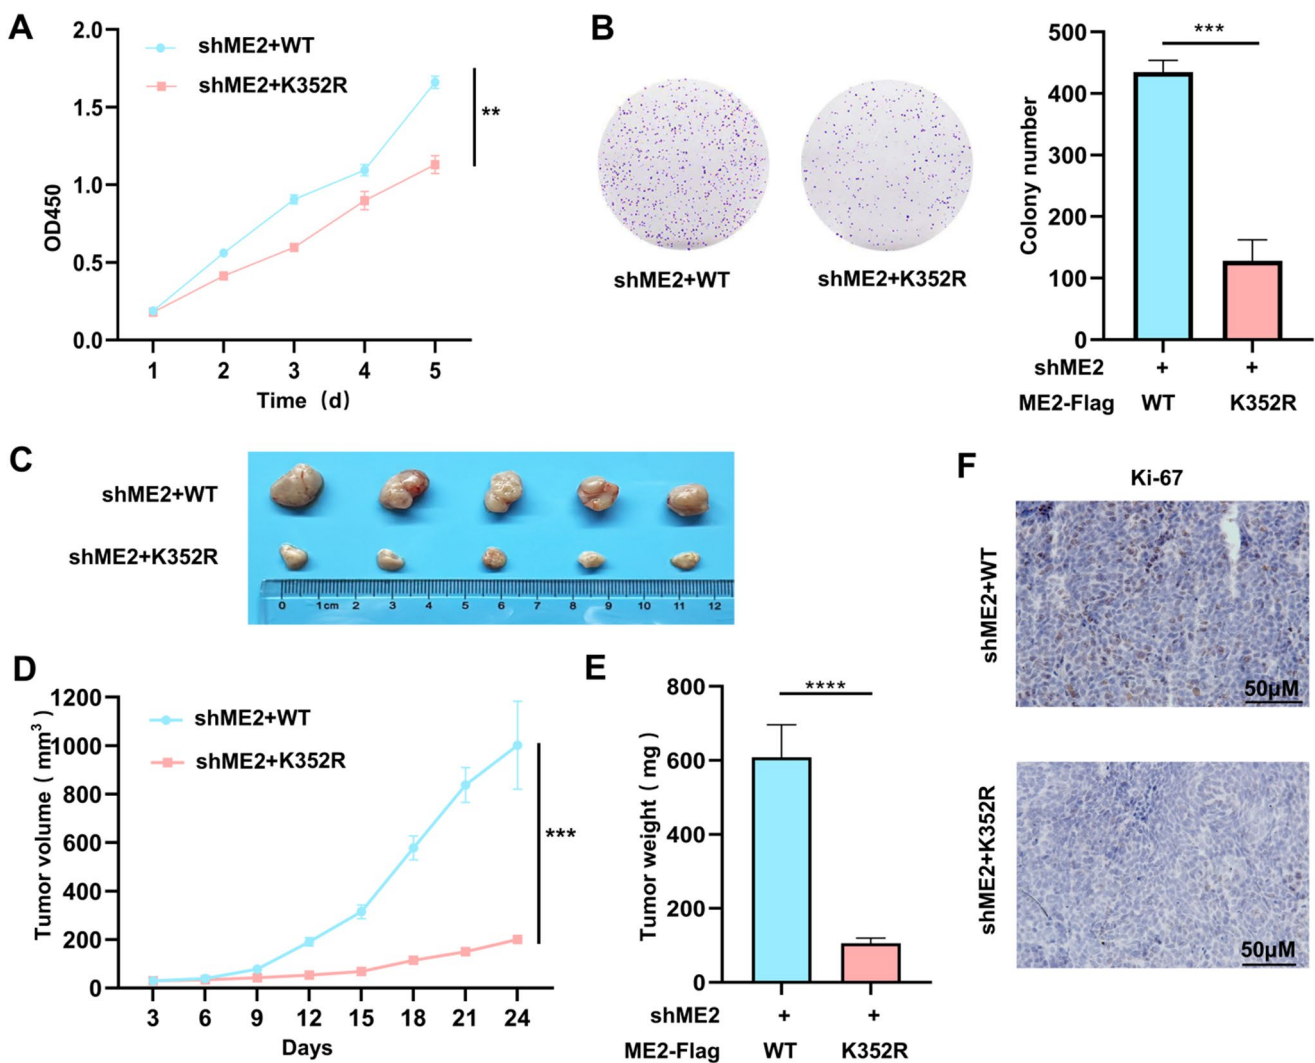 A
2.0
1.5
1.0
0.5
0.0
OD450
shME2+WT
shME2+K352R
**
1 2 3 4 5
Time (d)
B
shME2+WT
shME2+K352R
500
400
300
200
100
0
Colony number
***
shME2 + +
ME2-Flag WT K352R
C
shME2+WT
shME2+K352R
0 1cm 2 3 4 5 6 7 8 9 10 11 12
D
1200
1000
800
600
400
200
0
Tumor volume ( mm³ )
shME2+WT
shME2+K352R
***
3 6 9 12 15 18 21 24
Days
E
800
600
400
200
0
Tumor weight ( mg )
****
shME2 + +
ME2-Flag WT K352R
F
Ki-67
shME2+WT
50μM
shME2+K352R
50μM